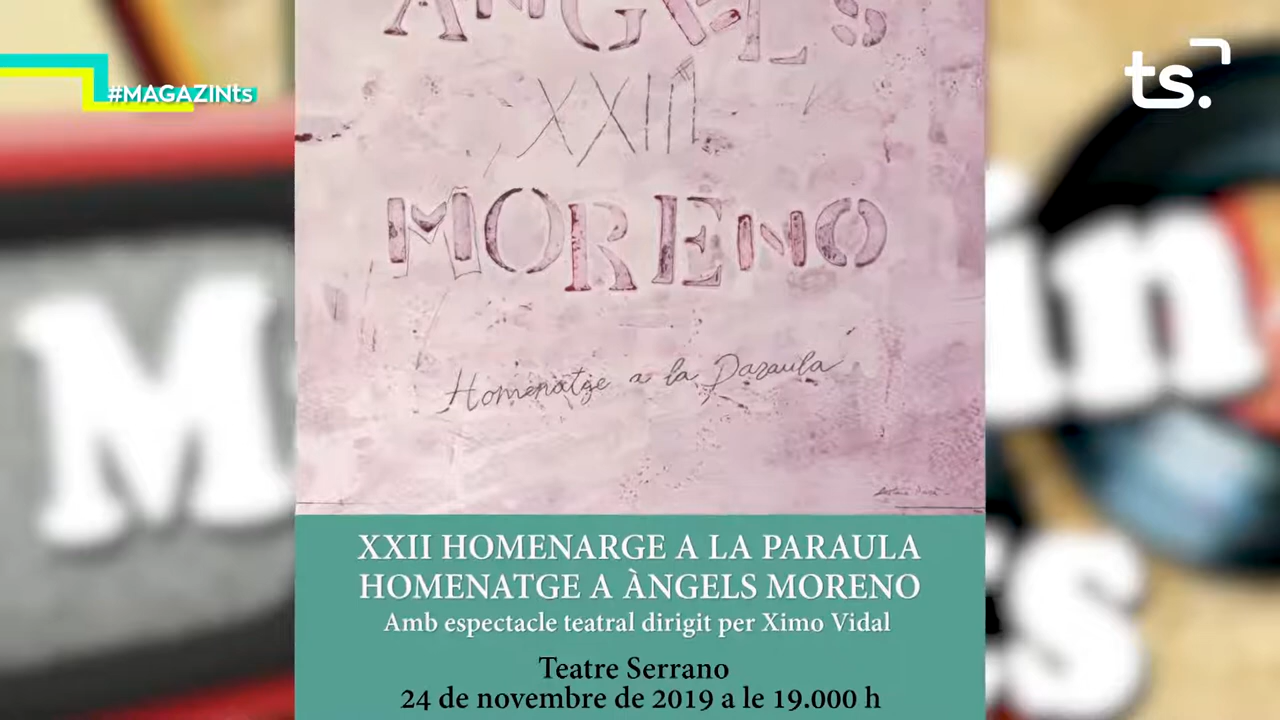 #MAGAZINts
ts.
ÀNGELS
XXII
MORENO
Homenatge a la Paraula
XXII HOMENARGE A LA PARAULA
HOMENATGE A ÀNGELS MORENO
Amb espectacle teatral dirigit per Ximo Vidal
Teatre Serrano
24 de novembre de 2019 a le 19.000 h